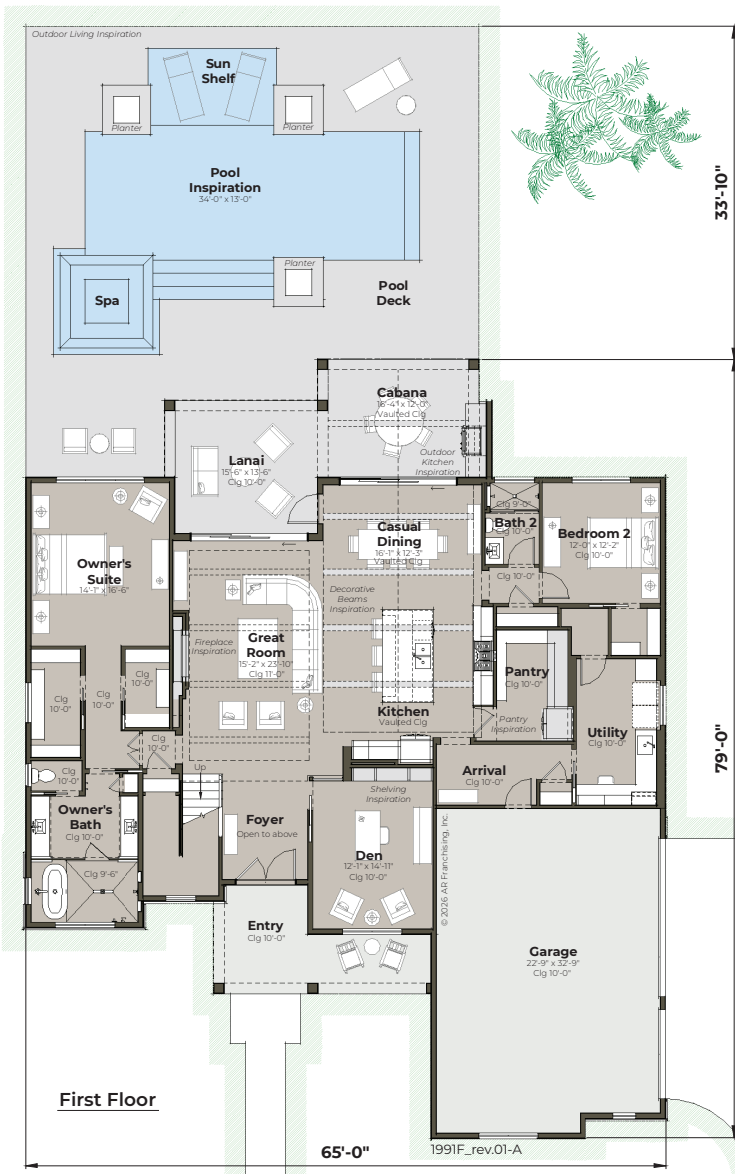 Outdoor Living Inspiration
Sun
Shelf
Planter
Planter
Pool
Inspiration
34'-0" x 13'-0"
33'-10"
Planter
Spa
Pool
Deck
Cabana
16'-4" x 12'-0"
Vaulted Clg
Outdoor
Kitchen
Inspiration
Lanai
15'-6" x 13'-6"
Clg 10'-0"
Clg 9'-0"
Bath 2
Clg 10'-0"
Bedroom 2
12'-0" x 12'-2"
Clg 10'-0"
Casual
Dining
16'-1" x 12'-3"
Vaulted Clg
Owner's
Suite
14'-1" x 16'-6"
Clg 10'-0"
Decorative
Beams
Inspiration
Fireplace
Inspiration
Great
Room
15'-2" x 23'-10"
Clg 11'-0"
Clg
10'-0"
Clg
10'-0"
Clg
10'-0"
Pantry
Clg 10'-0"
Pantry
Inspiration
Kitchen
Vaulted Clg
Utility
Clg 10'-0"
79'-0"
Clg
10'-0"
Clg
10'-0"
Up
Arrival
Clg 10'-0"
Shelving
Inspiration
Owner's
Bath
Clg 10'-0"
Foyer
Open to above
Den
12'-1" x 14'-11"
Clg 10'-0"
Clg 9'-6"
© 2026 AR Franchising, Inc.
Entry
Clg 10'-0"
Garage
22'-9" x 32'-9"
Clg 10'-0"
First Floor
65'-0"
1991F_rev.01-A